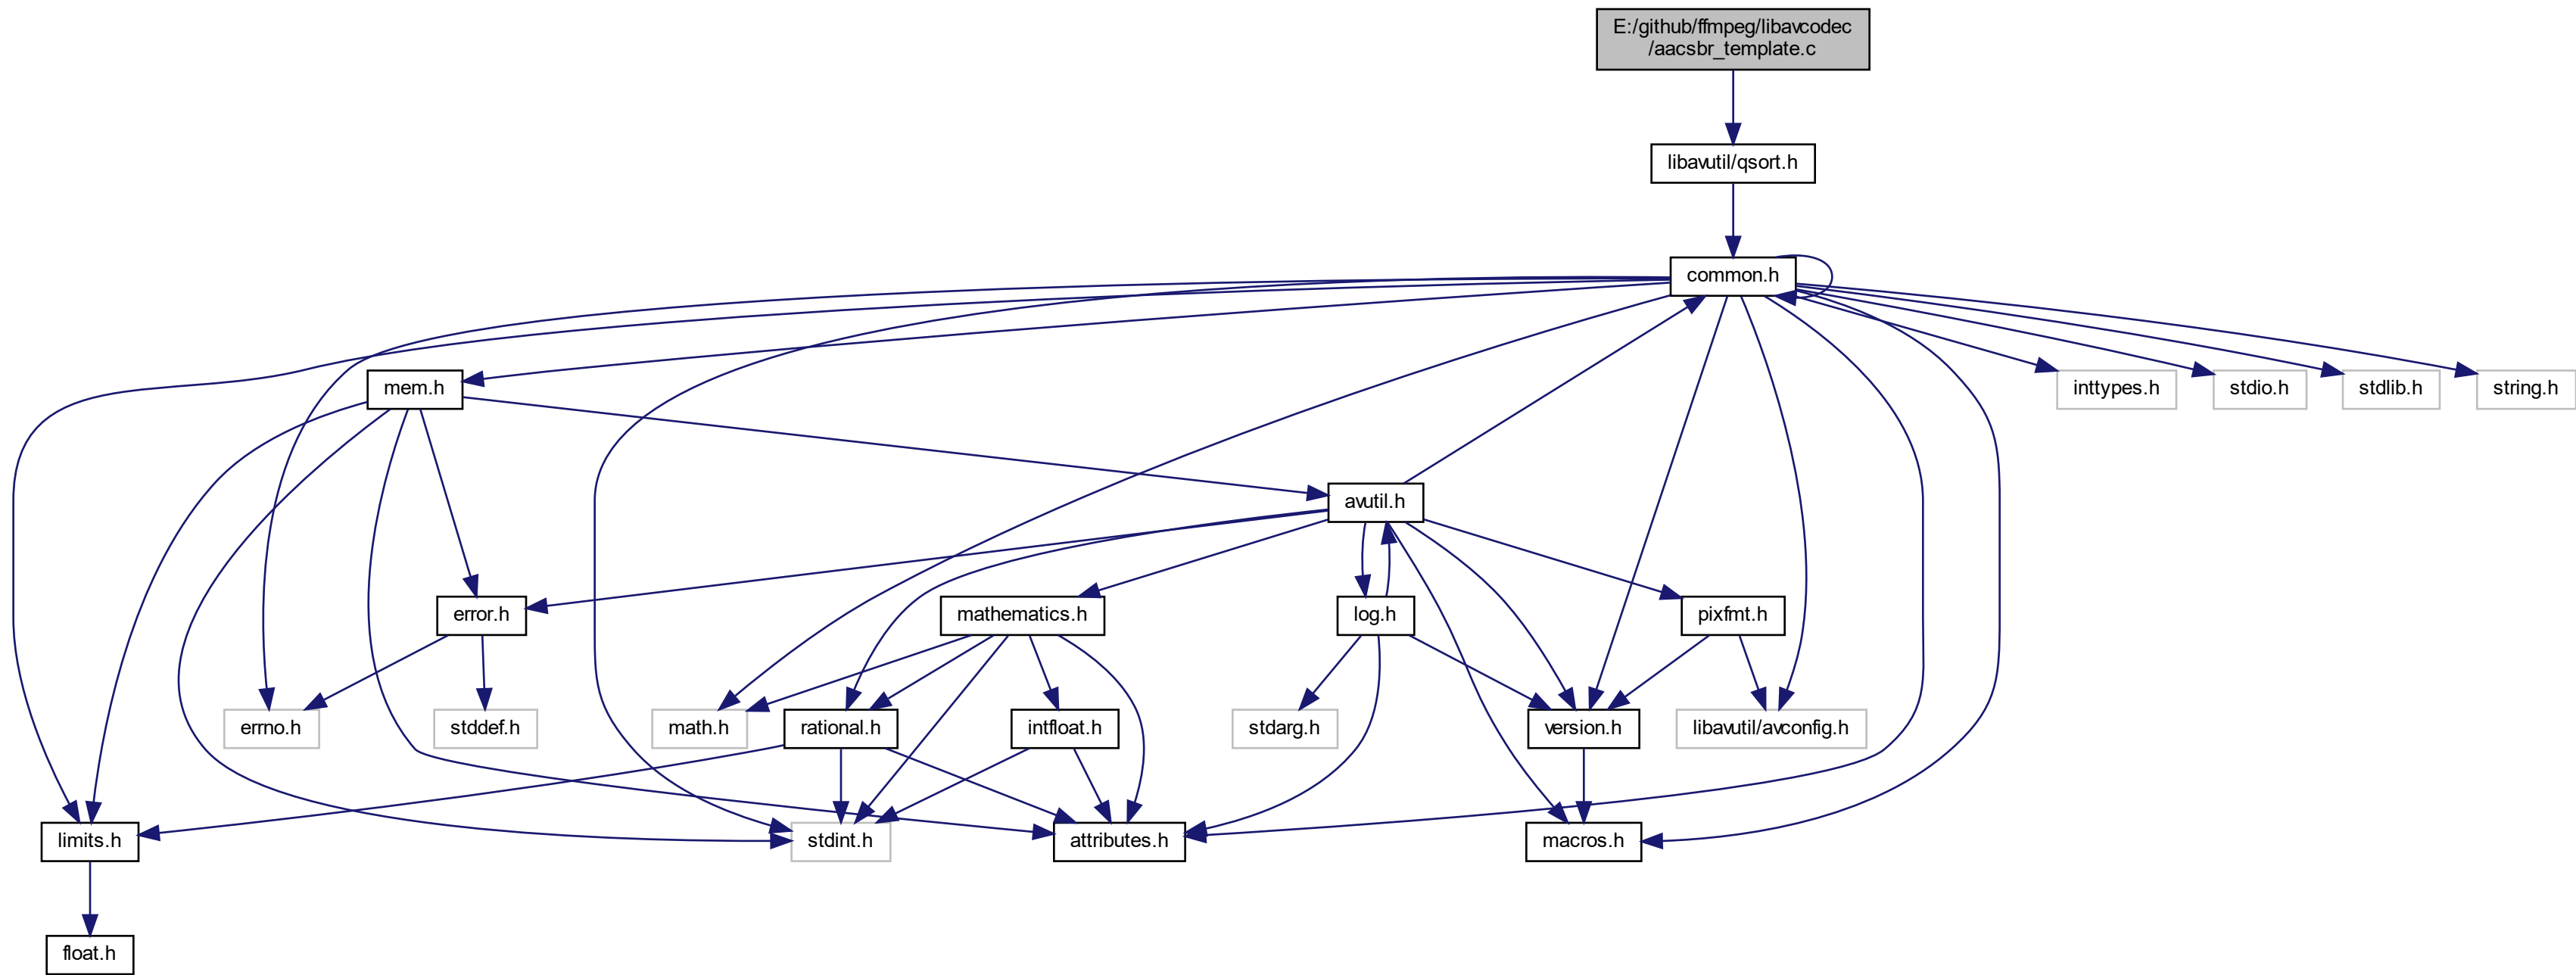 E:/github/ffmpeg/libavcodec
/aacsbr_template.c
libavutil/qsort.h
common.h
mem.h
inttypes.h
stdio.h
stdlib.h
string.h
avutil.h
error.h
mathematics.h
log.h
pixfmt.h
errno.h
stddef.h
math.h
rational.h
intfloat.h
stdarg.h
version.h
libavutil/avconfig.h
limits.h
stdint.h
attributes.h
macros.h
float.h